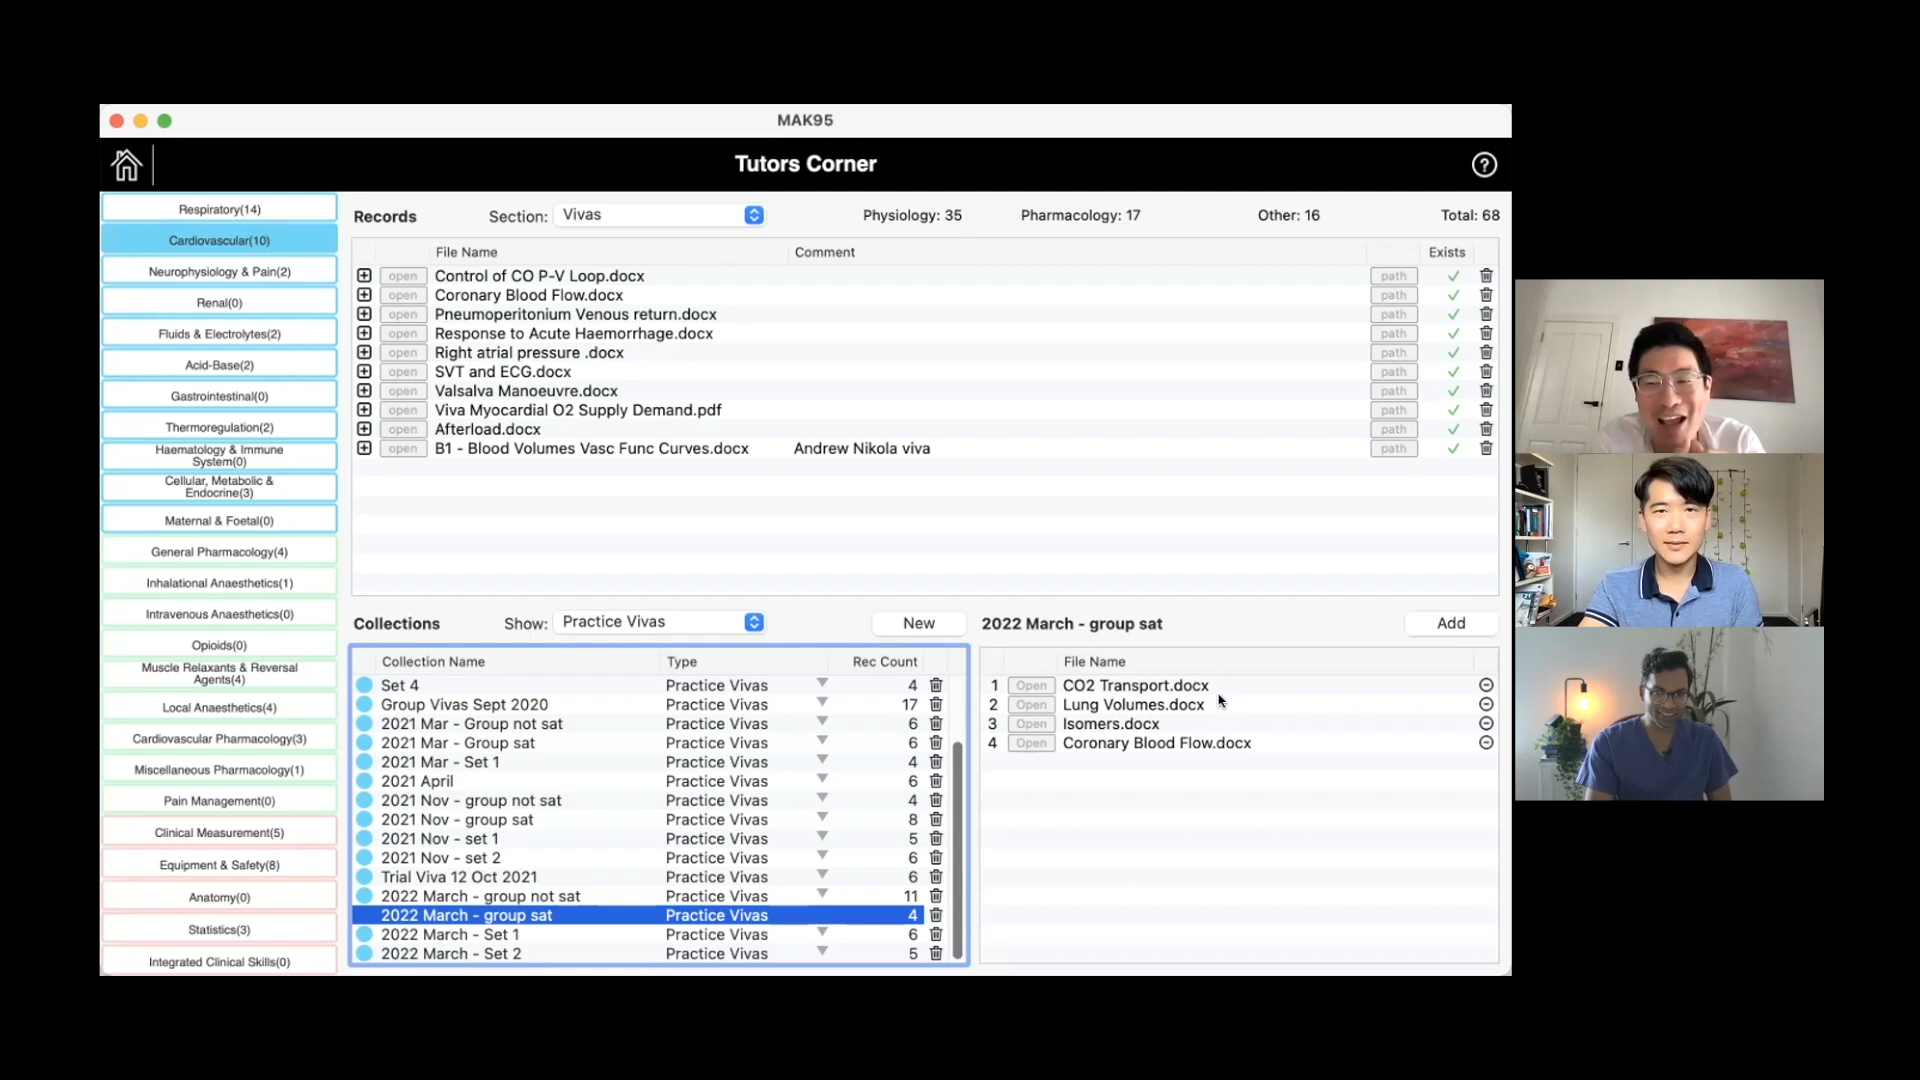 MAK95
Tutors Corner
?
Respiratory(14)
Cardiovascular(10)
Neurophysiology & Pain(2)
Renal(0)
Fluids & Electrolytes(2)
Acid-Base(2)
Gastrointestinal(0)
Thermoregulation(2)
Haematology & Immune
System(0)
Cellular, Metabolic &
Endocrine(3)
Maternal & Foetal(0)
General Pharmacology(4)
Inhalational Anaesthetics(1)
Intravenous Anaesthetics(0)
Opioids(0)
Muscle Relaxants & Reversal
Agents(4)
Local Anaesthetics(4)
Cardiovascular Pharmacology(3)
Miscellaneous Pharmacology(1)
Pain Management(0)
Clinical Measurement(5)
Equipment & Safety(8)
Anatomy(0)
Statistics(3)
Integrated Clinical Skills(0)
Records Section: Vivas Physiology: 35 Pharmacology: 17 Other: 16 Total: 68
File Name Comment Exists
open Control of CO P-V Loop.docx path
open Coronary Blood Flow.docx path
open Pneumoperitonium Venous return.docx path
open Response to Acute Haemorrhage.docx path
open Right atrial pressure .docx path
open SVT and ECG.docx path
open Valsalva Manoeuvre.docx path
open Viva Myocardial O2 Supply Demand.pdf path
open Afterload.docx path
open B1 - Blood Volumes Vasc Func Curves.docx Andrew Nikola viva path
Collections Show: Practice Vivas New
Collection Name Type Rec Count
Set 4 Practice Vivas 4
Group Vivas Sept 2020 Practice Vivas 17
2021 Mar - Group not sat Practice Vivas 6
2021 Mar - Group sat Practice Vivas 6
2021 Mar - Set 1 Practice Vivas 4
2021 April Practice Vivas 6
2021 Nov - group not sat Practice Vivas 4
2021 Nov - group sat Practice Vivas 8
2021 Nov - set 1 Practice Vivas 5
2021 Nov - set 2 Practice Vivas 6
Trial Viva 12 Oct 2021 Practice Vivas 6
2022 March - group not sat Practice Vivas 11
2022 March - group sat Practice Vivas 4
2022 March - Set 1 Practice Vivas 6
2022 March - Set 2 Practice Vivas 5
2022 March - group sat Add
File Name
1 Open CO2 Transport.docx
2 Open Lung Volumes.docx
3 Open Isomers.docx
4 Open Coronary Blood Flow.docx